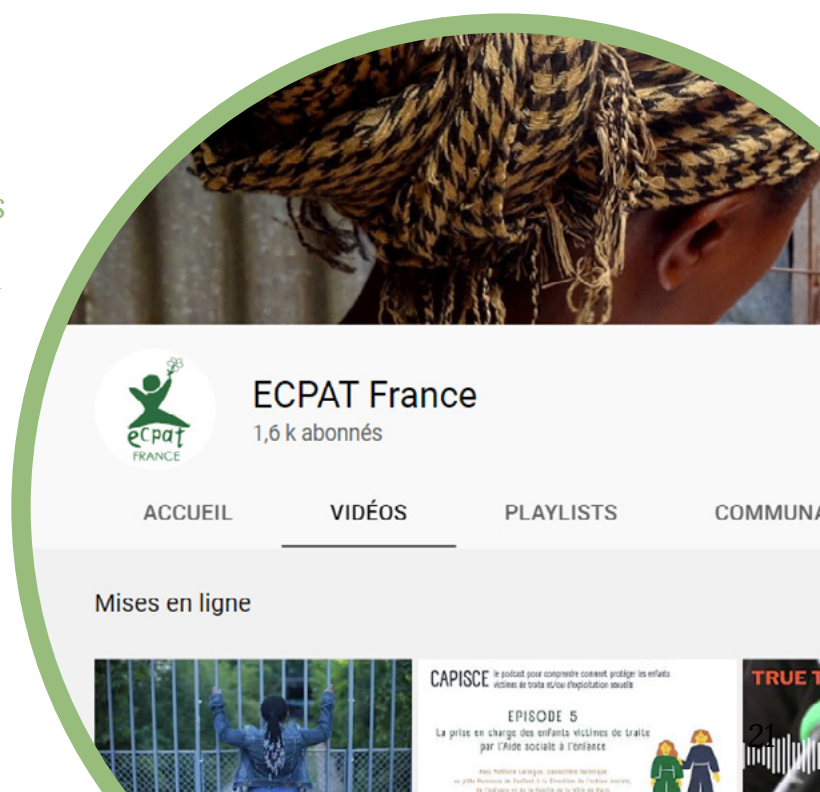 s
ecpat
FRANCE
ECPAT France
1,6 k abonnés
ACCUEIL
VIDÉOS
PLAYLISTS
COMMUNA
Mises en ligne
CAPISCE le podcast pour comprendre comment protéger les enfants
victimes de traite et/ou d'exploitation sexuelle
EPISODE 5
La prise en charge des enfants victimes de traite
par l'Aide sociale à l'enfance
TRUE T
21